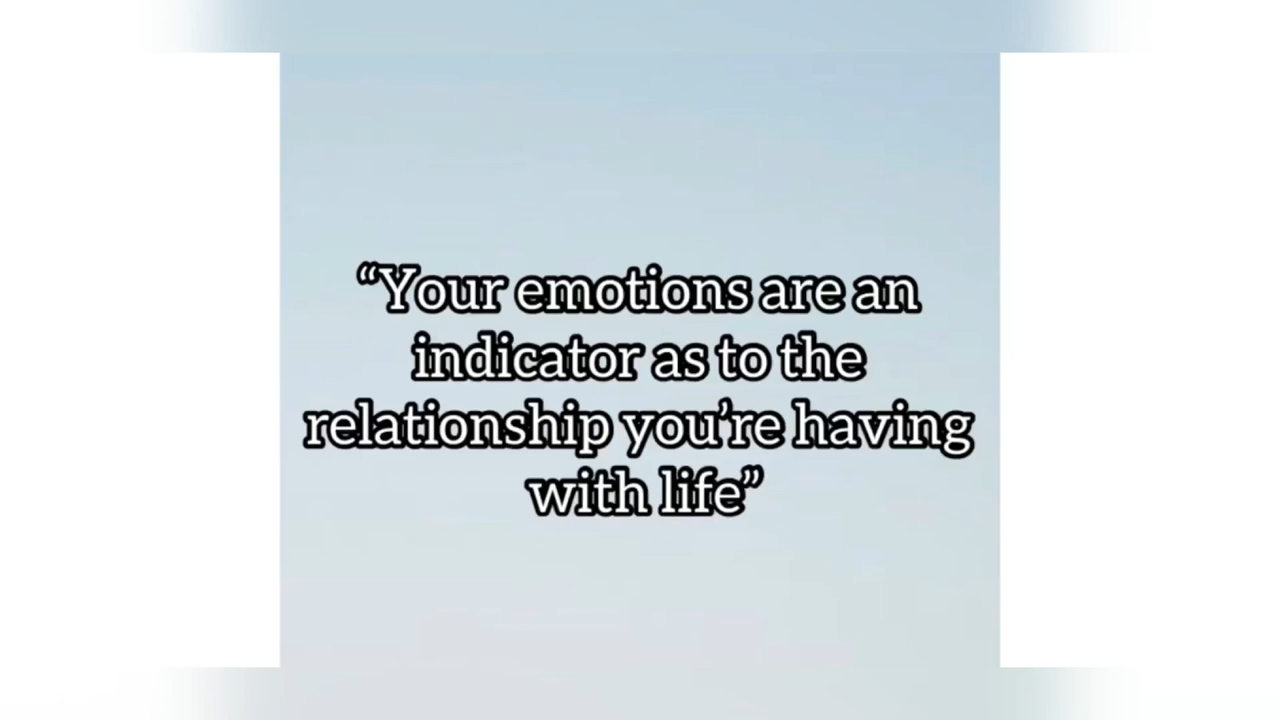 “Your emotions are an
indicator as to the
relationship you’re having
with life”